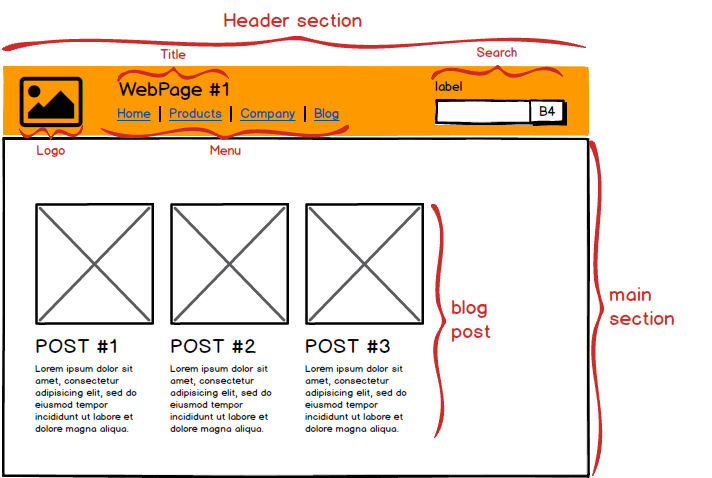 Header section
Title
Search
WebPage #1
label
Home | Products | Company | Blog
B4
Logo
Menu
blog
post
main
section
POST #1
Lorem ipsum dolor sit
amet, consectetur
adipisicing elit, sed do
eiusmod tempor
incididunt ut labore et
dolore magna aliqua.
POST #2
Lorem ipsum dolor sit
amet, consectetur
adipisicing elit, sed do
eiusmod tempor
incididunt ut labore et
dolore magna aliqua.
POST #3
Lorem ipsum dolor sit
amet, consectetur
adipisicing elit, sed do
eiusmod tempor
incididunt ut labore et
dolore magna aliqua.